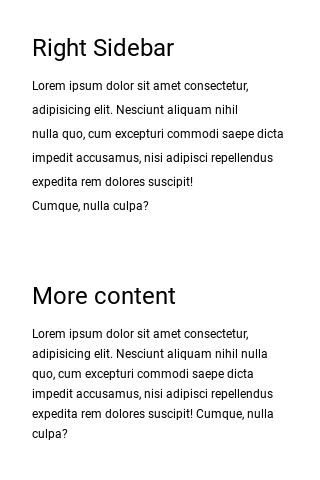 Right Sidebar
Lorem ipsum dolor sit amet consectetur,
adipisicing elit. Nesciunt aliquam nihil
nulla quo, cum excepturi commodi saepe dicta
impedit accusamus, nisi adipisci repellendus
expedita rem dolores suscipit!
Cumque, nulla culpa?
More content
Lorem ipsum dolor sit amet consectetur,
adipisicing elit. Nesciunt aliquam nihil nulla
quo, cum excepturi commodi saepe dicta
impedit accusamus, nisi adipisci repellendus
expedita rem dolores suscipit! Cumque, nulla
culpa?